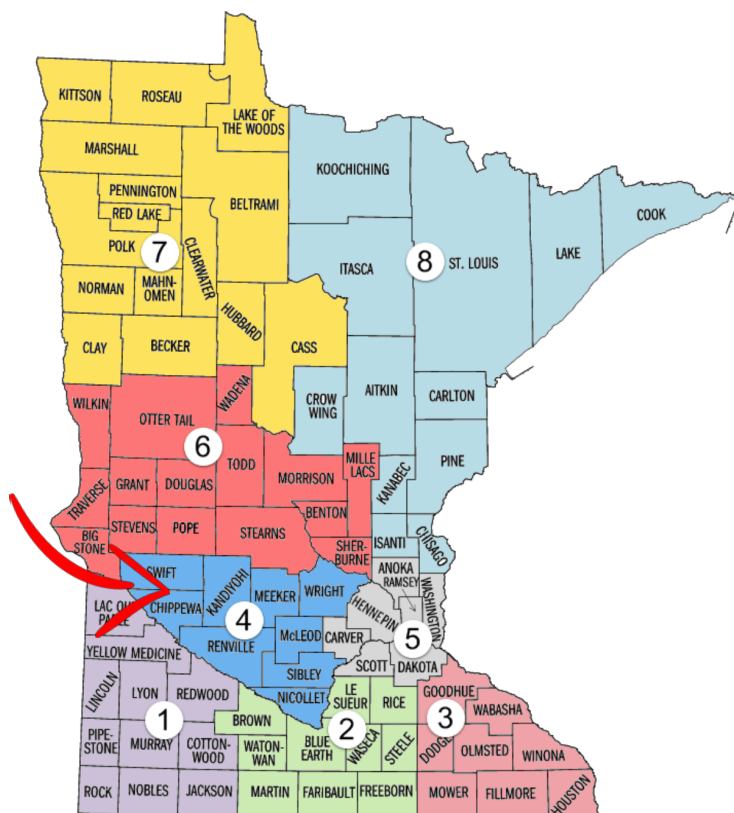 KITTSON
ROSEAU
LAKE OF
THE WOODS
MARSHALL
KOOCHICHING
PENNINGTON
RED LAKE
BELTRAMI
COOK
POLK
7
CLEARWATER
ITASCA
8
ST. LOUIS
LAKE
NORMAN
MAHN-
OMEN
HUBBARD
CLAY
BECKER
CASS
WILKIN
WADENA
CROW
WING
AITKIN
CARLTON
OTTER TAIL
6
TODD
MILLE
LACS
PINE
KANABEC
GRANT
DOUGLAS
MORRISON
TRAVERSE
STEVENS
POPE
STEARNS
BENTON
BIG
STONE
SHER-
BURNE
ISANTI
CHISAGO
SWIFT
KANDIYOHI
MEEKER
WRIGHT
ANOKA
RAMSEY
WASHINGTON
HENNEPIN
CHIPPEWA
4
McLEOD
CARVER
5
RENVILLE
YELLOW MEDICINE
SIBLEY
SCOTT
DAKOTA
LINCOLN
LYON
REDWOOD
NICOLLET
LE
SUEUR
RICE
GOODHUE
WABASHA
BROWN
1
2
3
PIPE-
STONE
MURRAY
COTTON-
WOOD
WATON-
WAN
BLUE
EARTH
WASECA
STEELE
DODGE
OLMSTED
WINONA
ROCK
NOBLES
JACKSON
MARTIN
FARIBAULT
FREEBORN
MOWER
FILLMORE
HOUSTON
LAC QUI